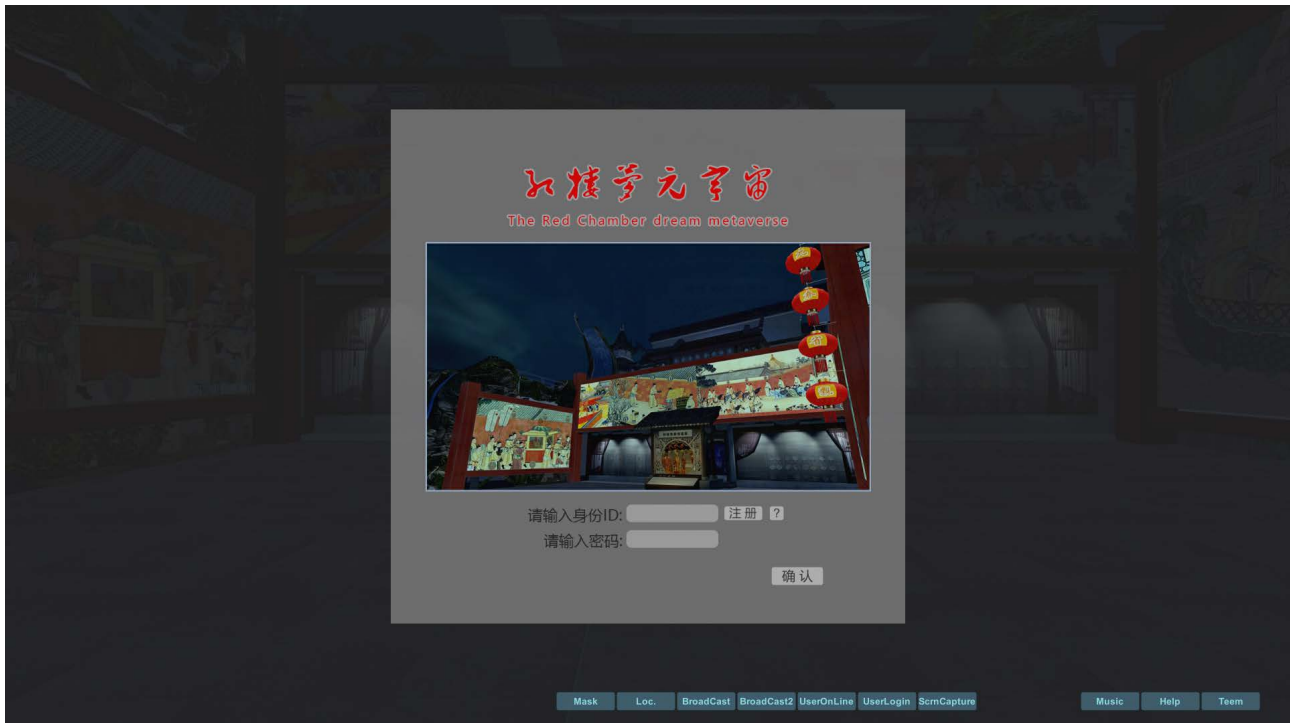 红楼梦元宇宙
The Red Chamber dream metaverse
请输入身份ID: 注册 ?
请输入密码:
确认
Mask Loc. BroadCast BroadCast2 UserOnLine UserLogin ScrnCapture Music Help Teem